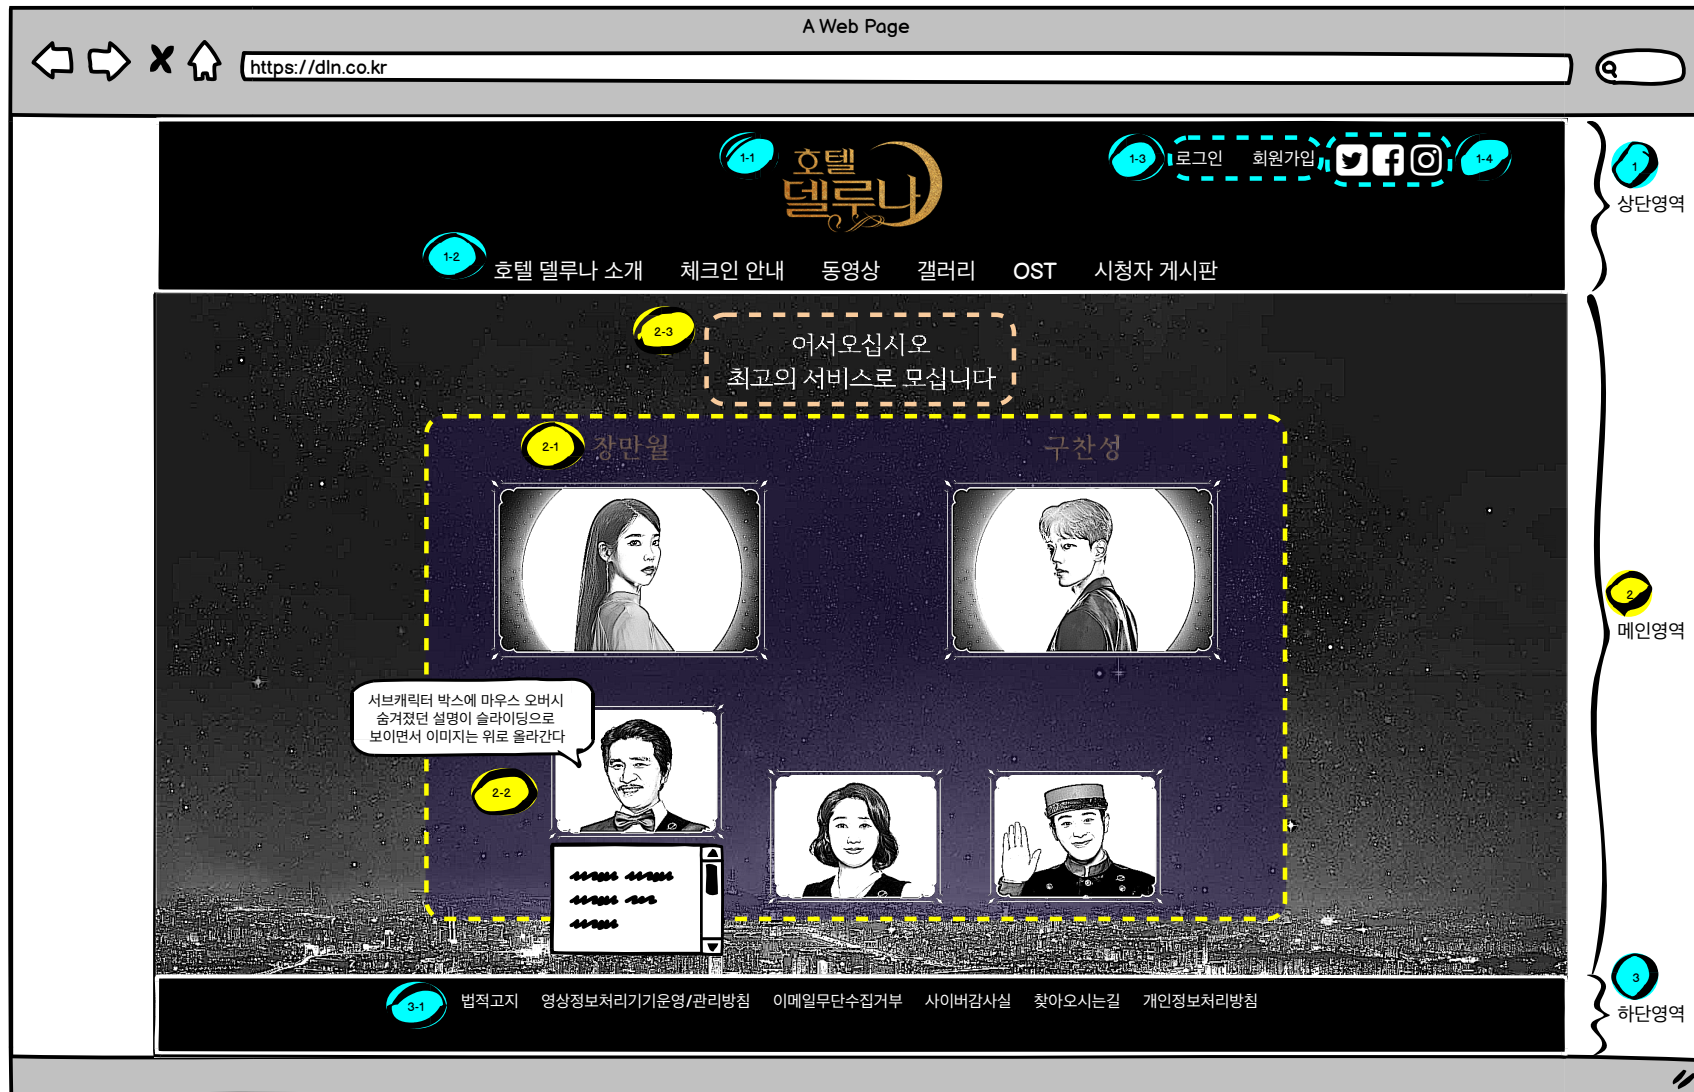 A Web Page
https://dln.co.kr
1-1
호텔
델루나
1-3
로그인 회원가입
1-4
1
상단영역
1-2
호텔 델루나 소개 체크인 안내 동영상 갤러리 OST 시청자 게시판
2-3
어서오십시오
최고의 서비스로 모십니다
2-1
장만월 구찬성
2
메인영역
서브캐릭터 박스에 마우스 오버시
숨겨졌던 설명이 슬라이딩으로
보이면서 이미지는 위로 올라간다
2-2
3-1
법적고지 영상정보처리기기운영/관리방침 이메일무단수집거부 사이버감사실 찾아오시는길 개인정보처리방침
3
하단영역